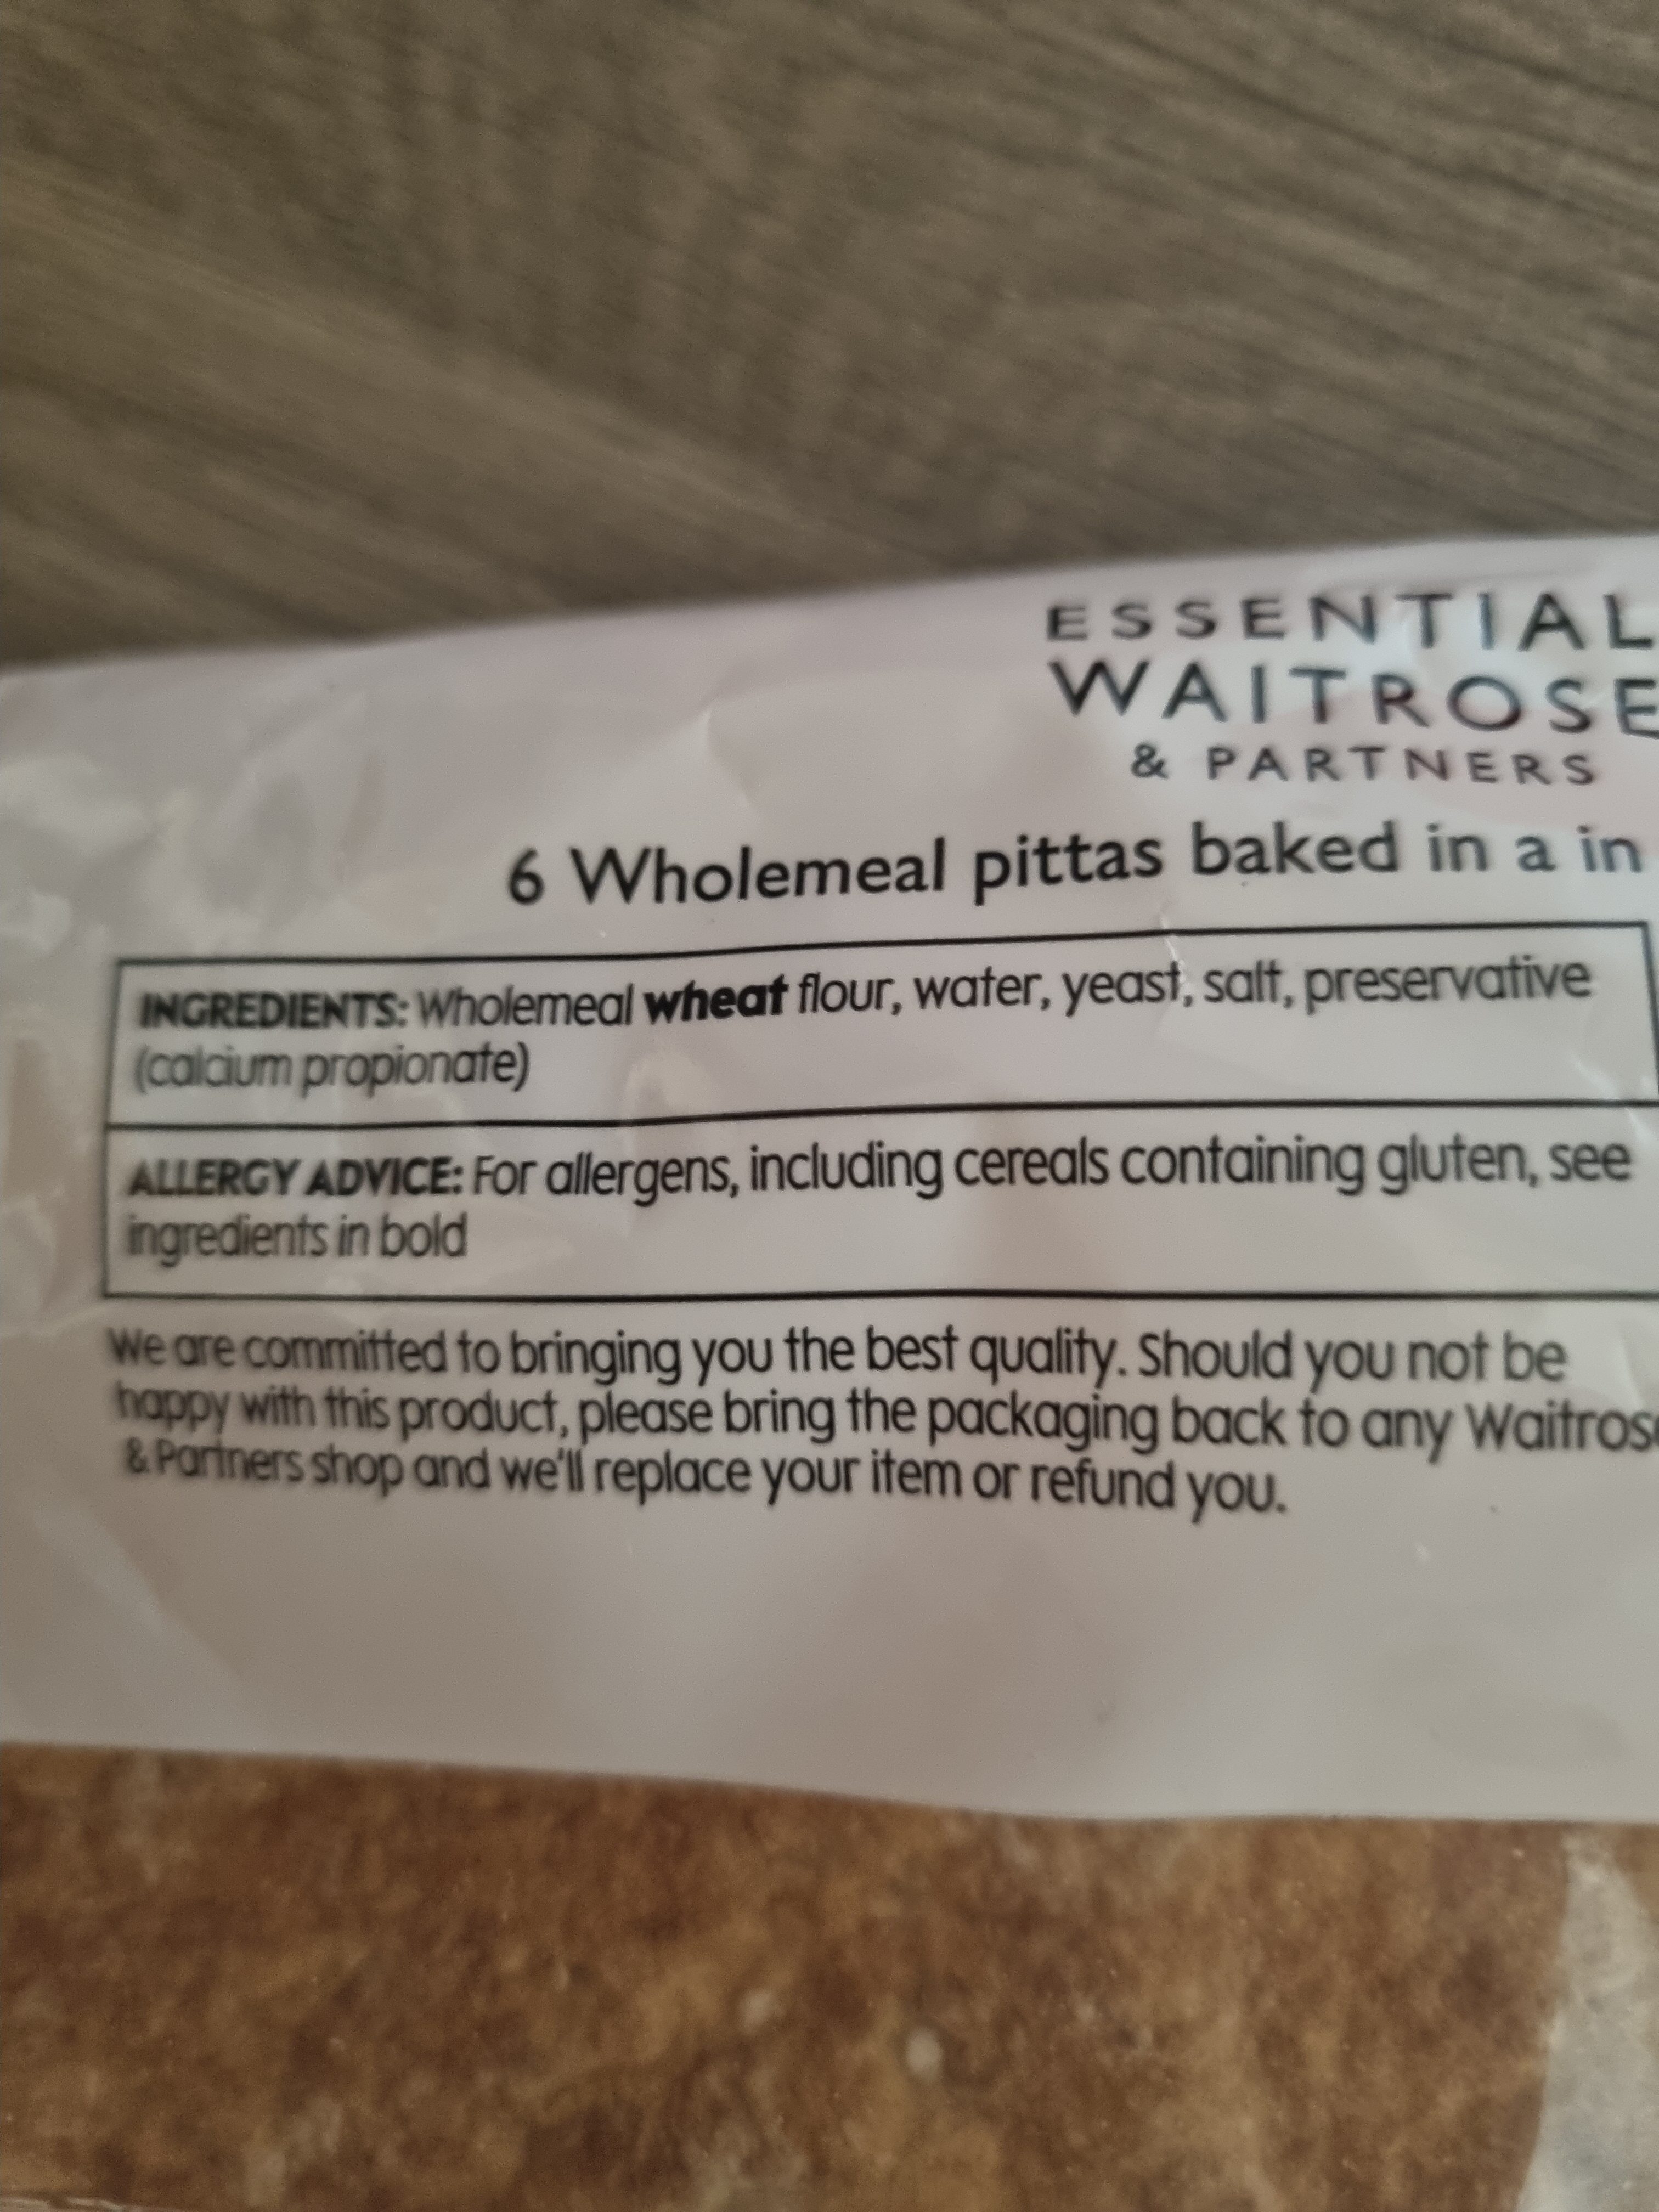 ESSENTIAL
WAITROSE
& PARTNERS
6 Wholemeal pittas baked in a in
INGREDIENTS: Wholemeal wheat flour, water, yeast, salt, preservative
(calcium propionate)
ALLERGY ADVICE: For allergens, including cereals containing gluten, see
ingredients in bold
We are committed to bringing you the best quality. Should you not be
happy with this product, please bring the packaging back to any Waitrose
& Partners shop and we'll replace your item or refund you.